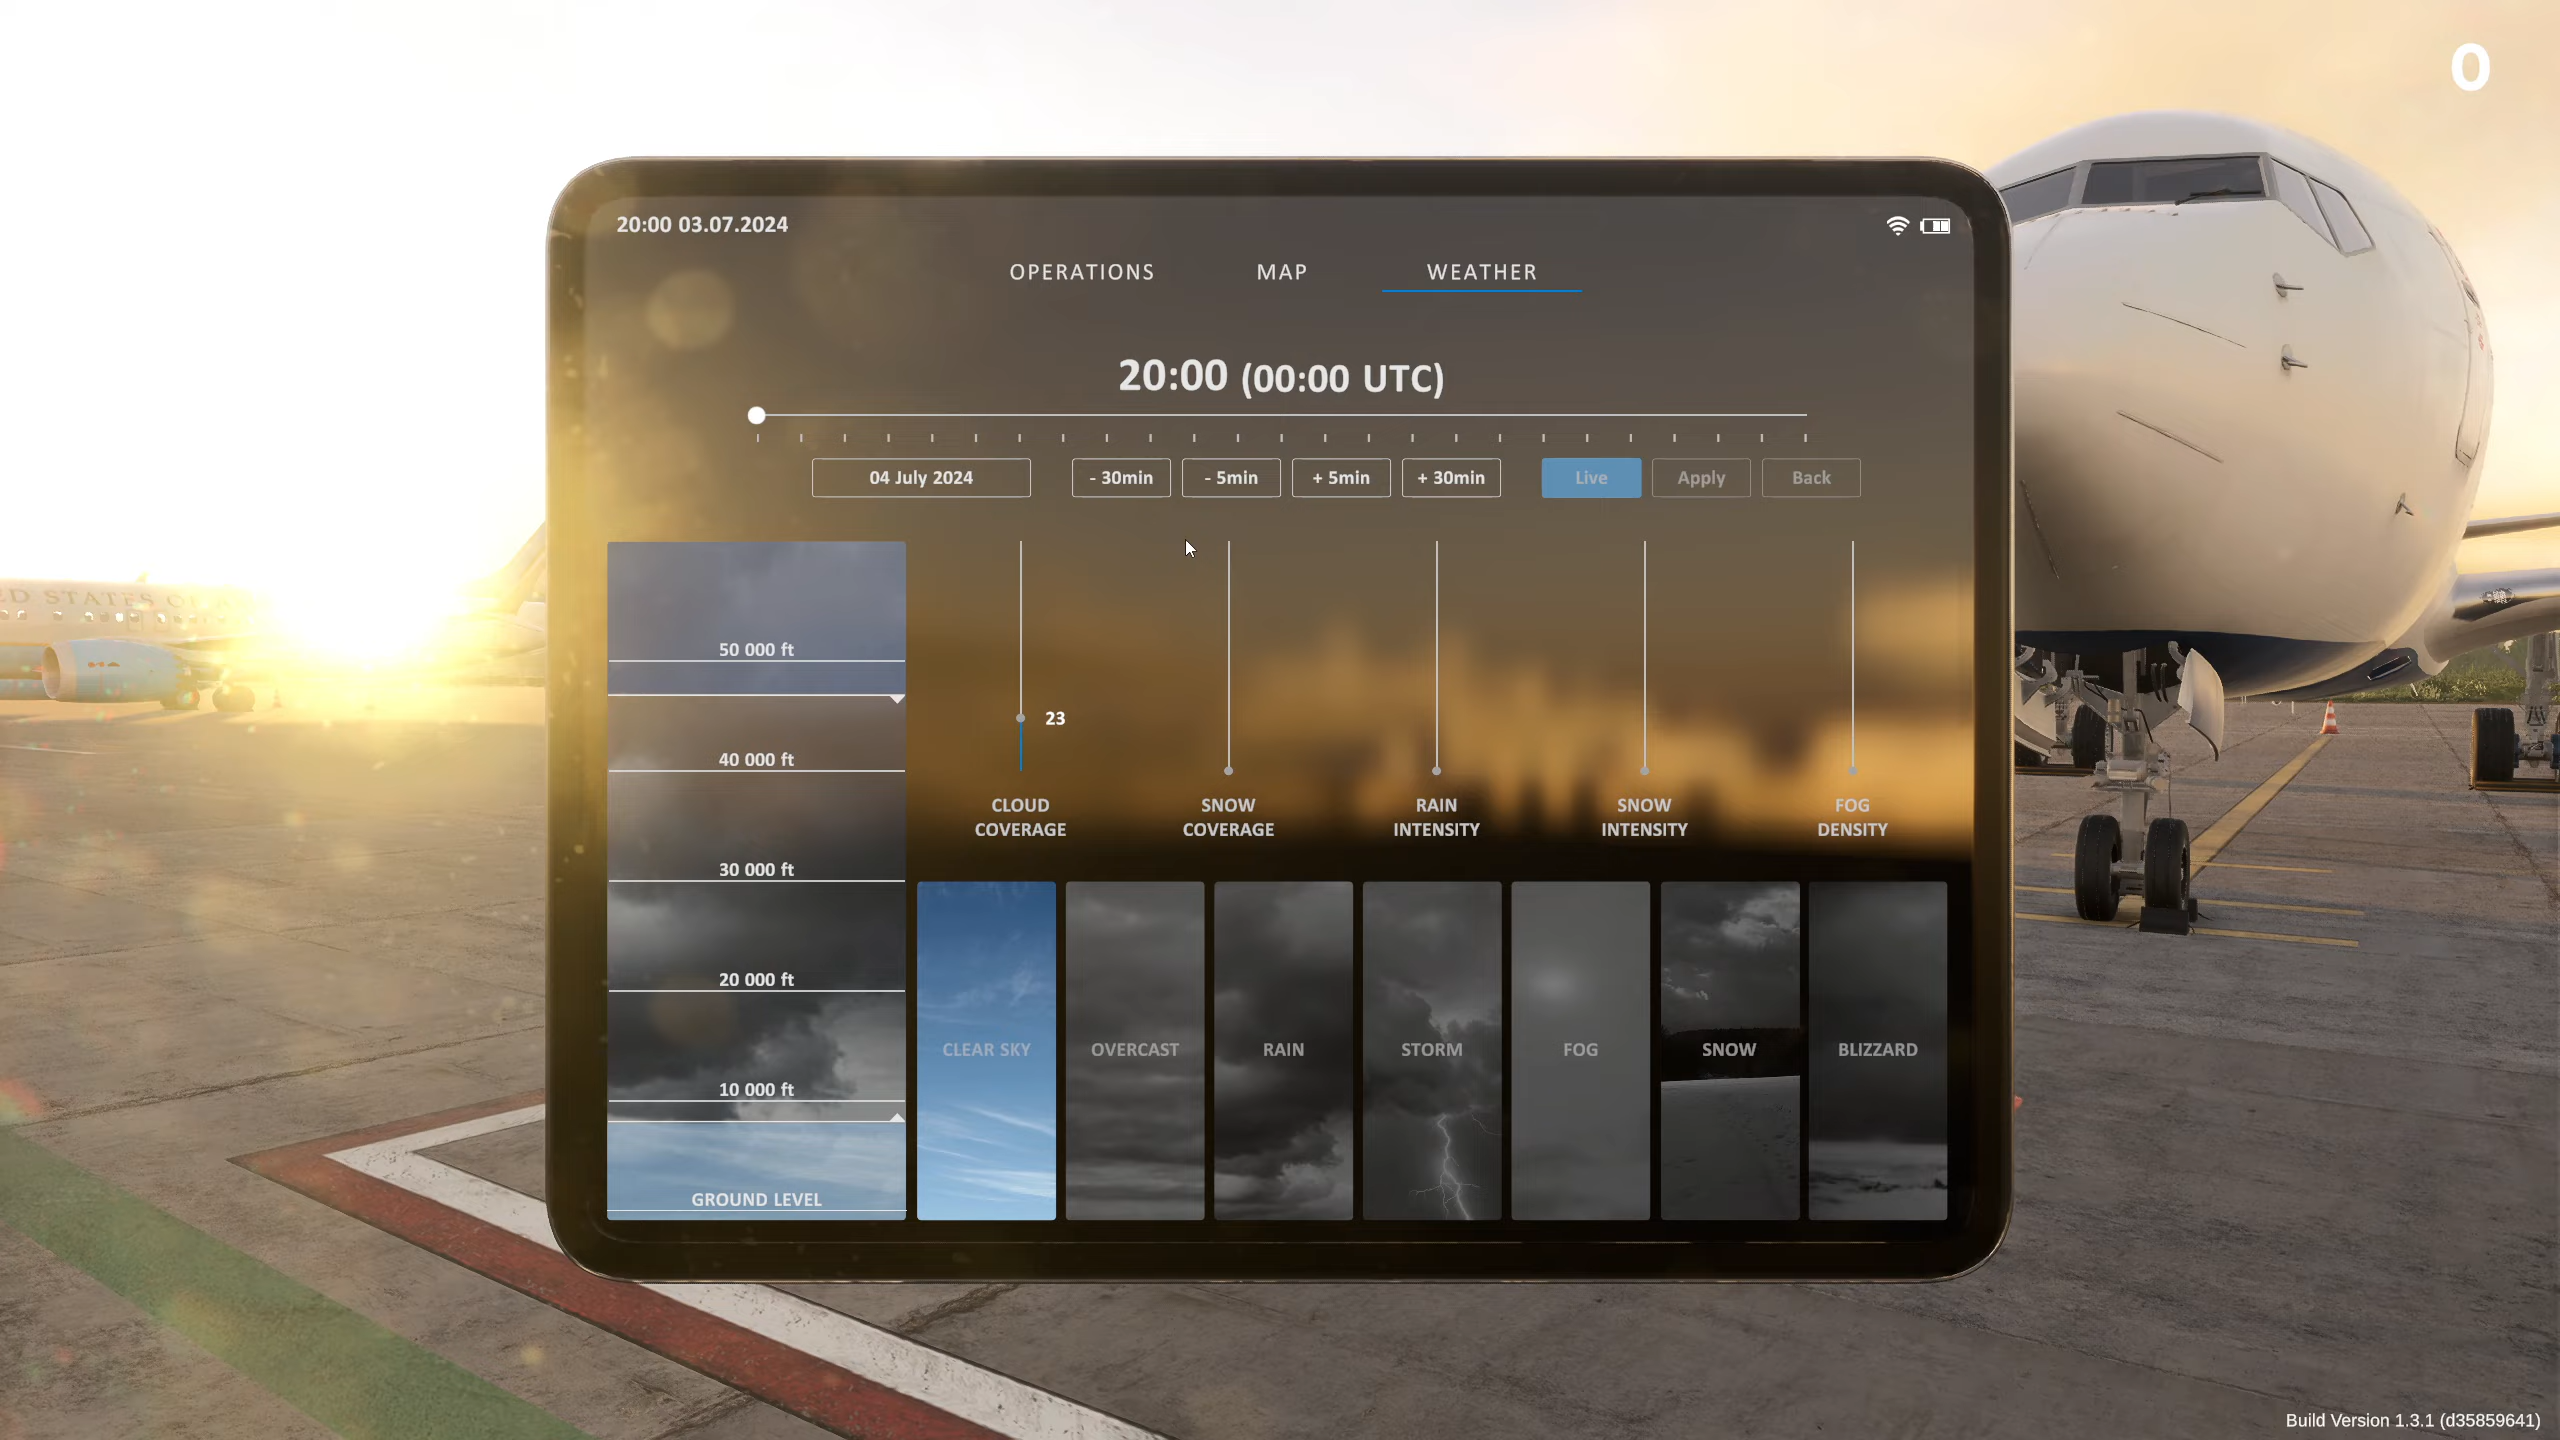 0
20:00 03.07.2024
OPERATIONS MAP WEATHER
20:00 (00:00 UTC)
04 July 2024 - 30min - 5min + 5min + 30min Live Apply Back
50 000 ft
40 000 ft
30 000 ft
20 000 ft
10 000 ft
GROUND LEVEL
23
CLOUD COVERAGE
SNOW COVERAGE
RAIN INTENSITY
SNOW INTENSITY
FOG DENSITY
CLEAR SKY OVERCAST RAIN STORM FOG SNOW BLIZZARD
ED STATES O
Build Version 1.3.1 (d35859641)